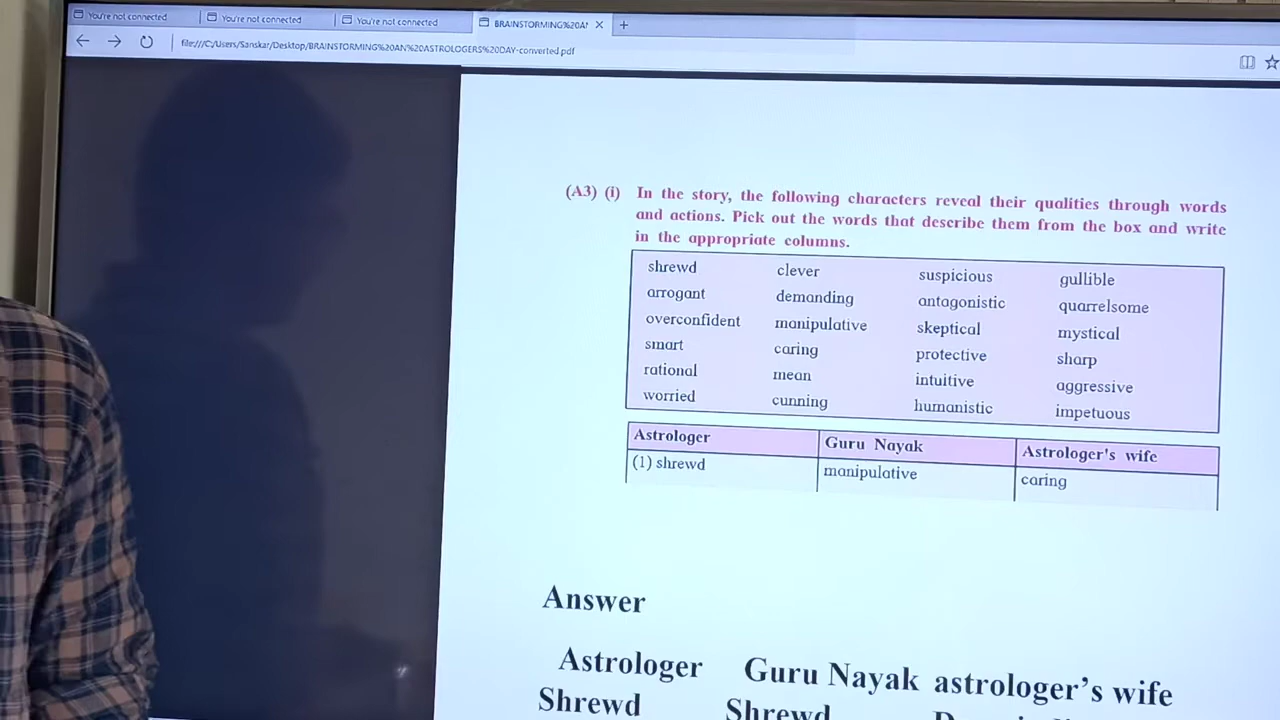 You're not connected
You're not connected
You're not connected
BRAINSTORMING%20A
file:///C:/Users/Sanskar/Desktop/BRAINSTORMING%20AN%20ASTROLOGERS%20DAY-converted.pdf
(A3) (i) In the story, the following characters reveal their qualities through words
and actions. Pick out the words that describe them from the box and write
in the appropriate columns.
shrewd clever suspicious gullible
arrogant demanding antagonistic quarrelsome
overconfident manipulative skeptical mystical
smart caring protective sharp
rational mean intuitive aggressive
worried cunning humanistic impetuous
Astrologer Guru Nayak Astrologer's wife
(1) shrewd manipulative caring
Answer
Astrologer Guru Nayak astrologer's wife
Shrewd Shrewd